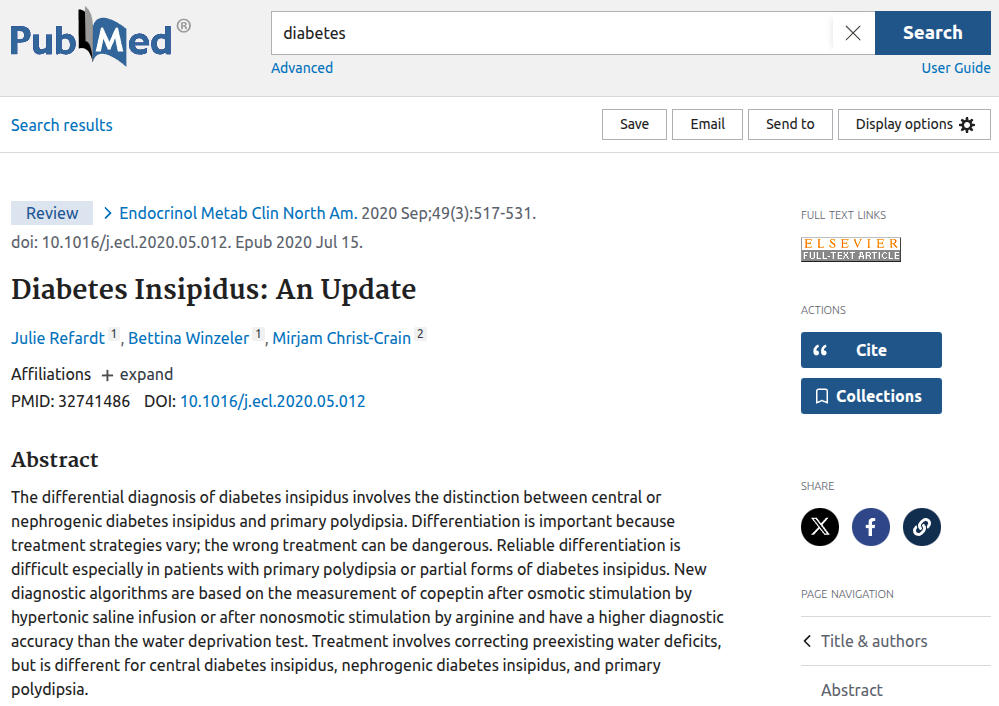 PubMed®
diabetes
Search
Advanced
User Guide
Search results
Save
Email
Send to
Display options
Review
Endocrinol Metab Clin North Am. 2020 Sep;49(3):517-531.
doi: 10.1016/j.ecl.2020.05.012. Epub 2020 Jul 15.
Diabetes Insipidus: An Update
Julie Refardt 1, Bettina Winzeler 1, Mirjam Christ-Crain 2
Affiliations + expand
PMID: 32741486 DOI: 10.1016/j.ecl.2020.05.012
Abstract
The differential diagnosis of diabetes insipidus involves the distinction between central or
nephrogenic diabetes insipidus and primary polydipsia. Differentiation is important because
treatment strategies vary; the wrong treatment can be dangerous. Reliable differentiation is
difficult especially in patients with primary polydipsia or partial forms of diabetes insipidus. New
diagnostic algorithms are based on the measurement of copeptin after osmotic stimulation by
hypertonic saline infusion or after nonosmotic stimulation by arginine and have a higher diagnostic
accuracy than the water deprivation test. Treatment involves correcting preexisting water deficits,
but is different for central diabetes insipidus, nephrogenic diabetes insipidus, and primary
polydipsia.
FULL TEXT LINKS
ELSEVIER
FULL-TEXT ARTICLE
ACTIONS
Cite
Collections
SHARE
PAGE NAVIGATION
Title & authors
Abstract